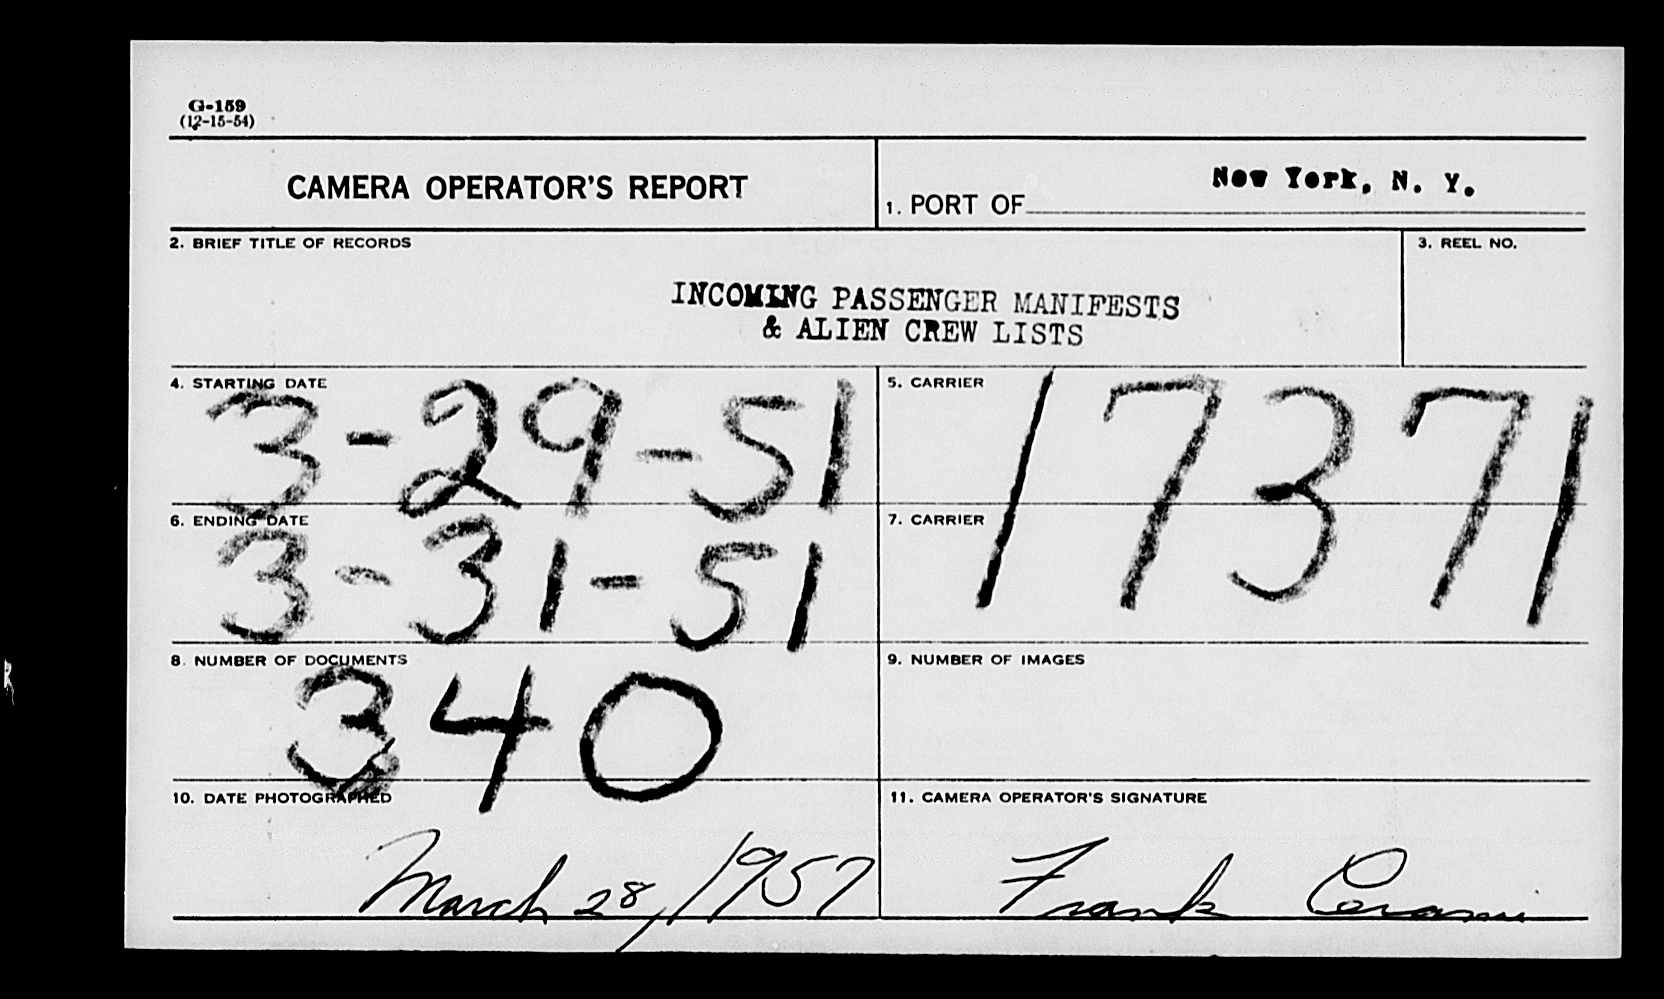 G-159
(12-15-54)
CAMERA OPERATOR'S REPORT
1. PORT OF New York, N. Y.
2. BRIEF TITLE OF RECORDS
3. REEL NO.
INCOMING PASSENGER MANIFESTS
& ALIEN CREW LISTS
4. STARTING DATE
3-29-51
5. CARRIER
17371
6. ENDING DATE
3-31-51
7. CARRIER
8. NUMBER OF DOCUMENTS
340
9. NUMBER OF IMAGES
10. DATE PHOTOGRAPHED
March 28, 1957
11. CAMERA OPERATOR'S SIGNATURE
Frank